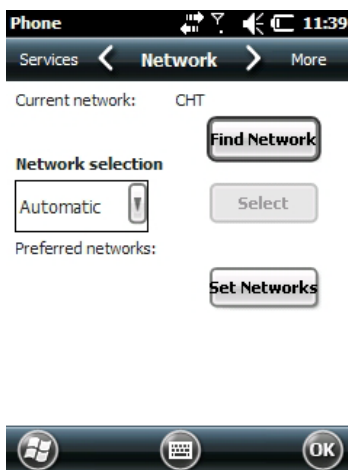 Phone 11:39
Services Network More
Current network: CHT
Find Network
Network selection
Automatic Select
Preferred networks:
Set Networks
OK